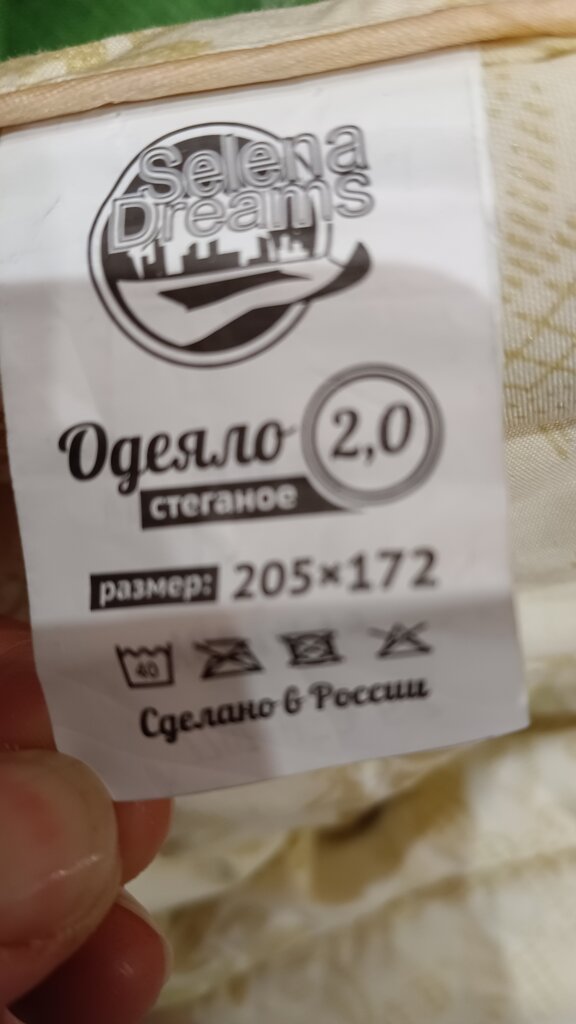 Selena
Dreams
Одеяло 2,0
стеганое
размер: 205×172
40
Сделано в России